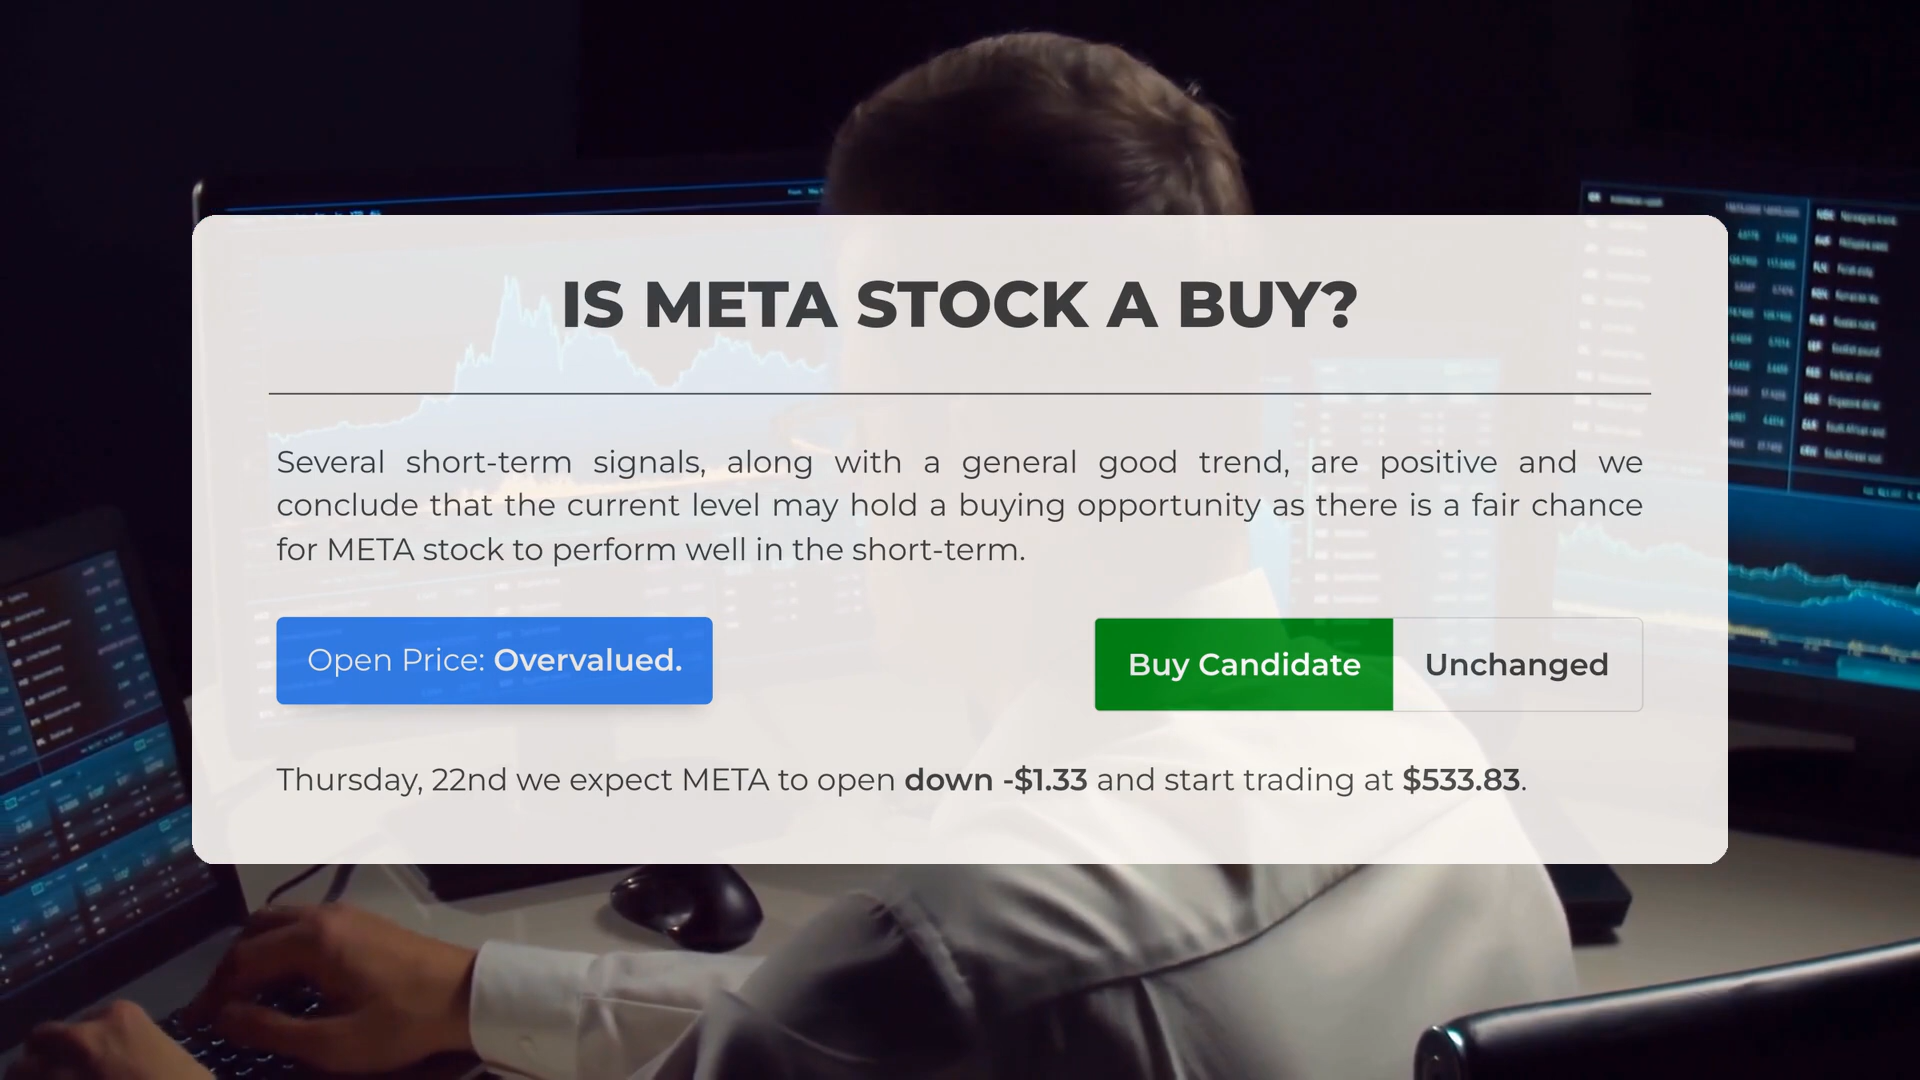 IS META STOCK A BUY?
Several short-term signals, along with a general good trend, are positive and we
conclude that the current level may hold a buying opportunity as there is a fair chance
for META stock to perform well in the short-term.
Open Price: Overvalued.
Buy Candidate Unchanged
Thursday, 22nd we expect META to open down -$1.33 and start trading at $533.83.